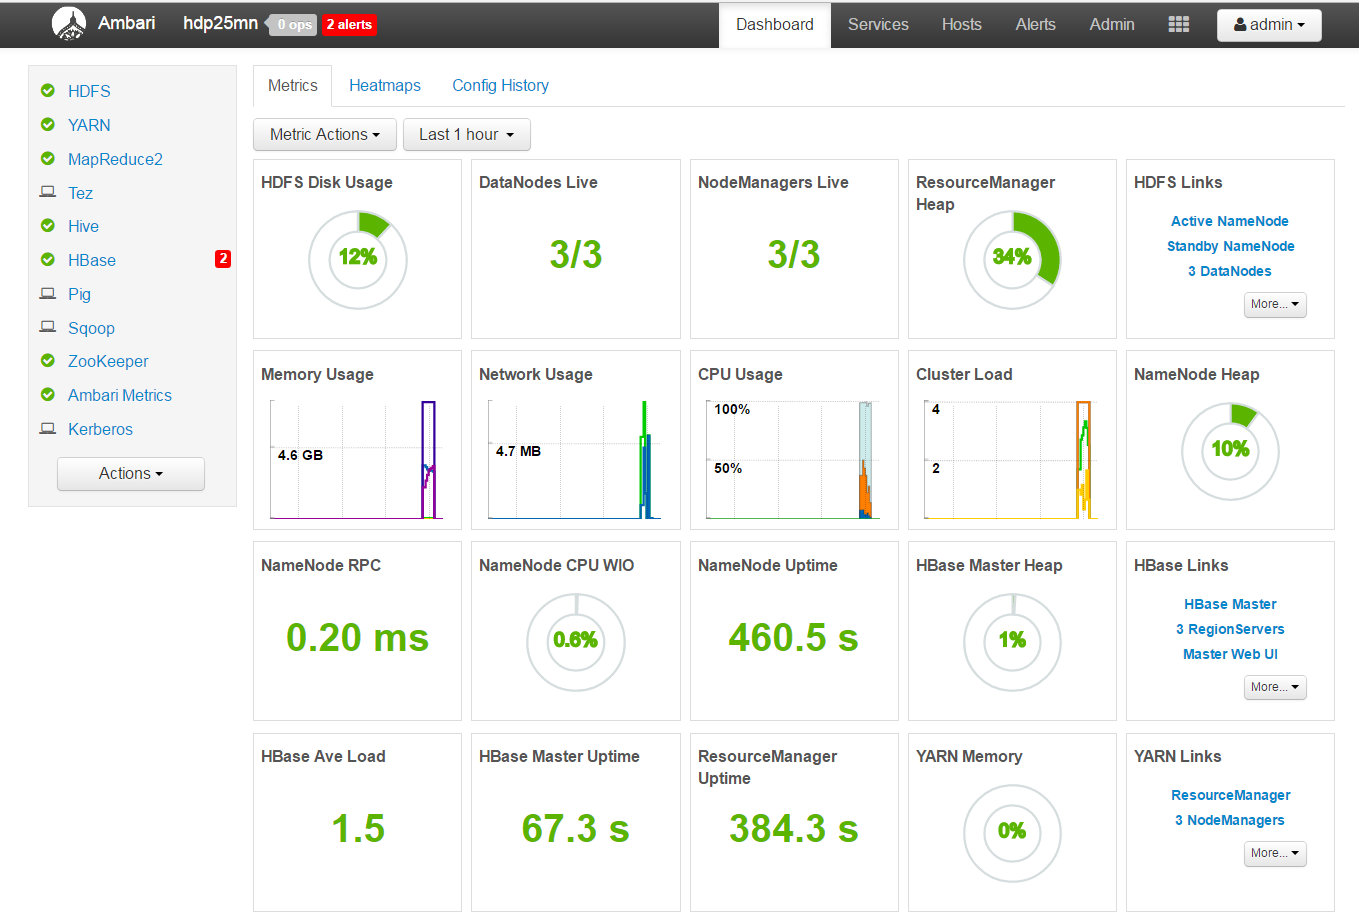 Ambari hdp25mn 0 ops 2 alerts Dashboard Services Hosts Alerts Admin admin
HDFS
YARN
MapReduce2
Tez
Hive
HBase 2
Pig
Sqoop
ZooKeeper
Ambari Metrics
Kerberos
Actions
Metrics Heatmaps Config History
Metric Actions Last 1 hour
HDFS Disk Usage
12%
DataNodes Live
3/3
NodeManagers Live
3/3
ResourceManager
Heap
34%
HDFS Links
Active NameNode
Standby NameNode
3 DataNodes
More...
Memory Usage
4.6 GB
Network Usage
4.7 MB
CPU Usage
100%
50%
Cluster Load
4
2
NameNode Heap
10%
NameNode RPC
0.20 ms
NameNode CPU WIO
0.6%
NameNode Uptime
460.5 s
HBase Master Heap
1%
HBase Links
HBase Master
3 RegionServers
Master Web UI
More...
HBase Ave Load
1.5
HBase Master Uptime
67.3 s
ResourceManager
Uptime
384.3 s
YARN Memory
0%
YARN Links
ResourceManager
3 NodeManagers
More...